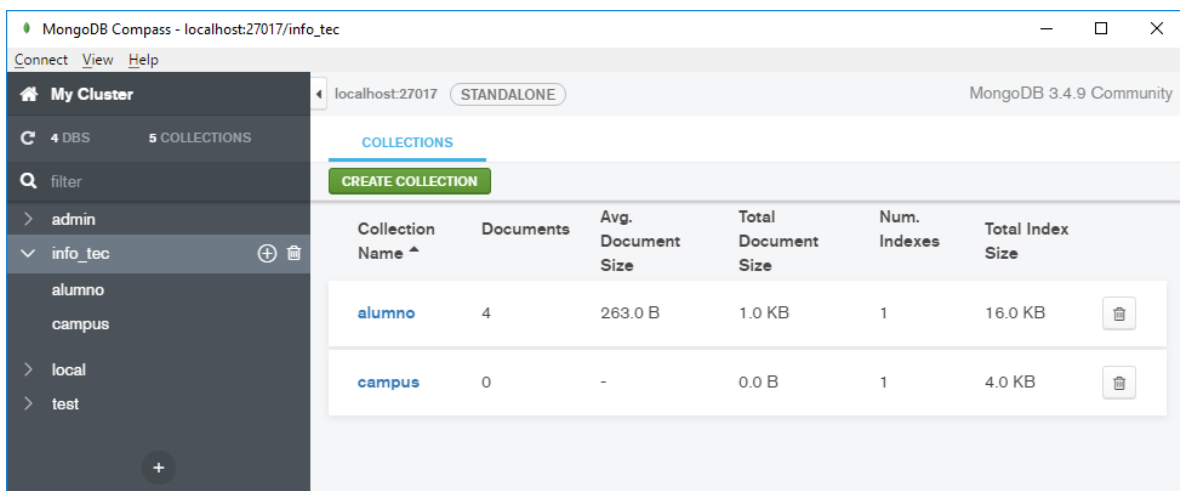 MongoDB Compass - localhost:27017/info_tec
Connect View Help
My Cluster
localhost:27017 STANDALONE MongoDB 3.4.9 Community
4 DBS 5 COLLECTIONS
COLLECTIONS
filter
CREATE COLLECTION
admin
info_tec
alumno
campus
local
test
Collection Name Documents Avg. Document Size Total Document Size Num. Indexes Total Index Size
alumno 4 263.0 B 1.0 KB 1 16.0 KB
campus 0 - 0.0 B 1 4.0 KB